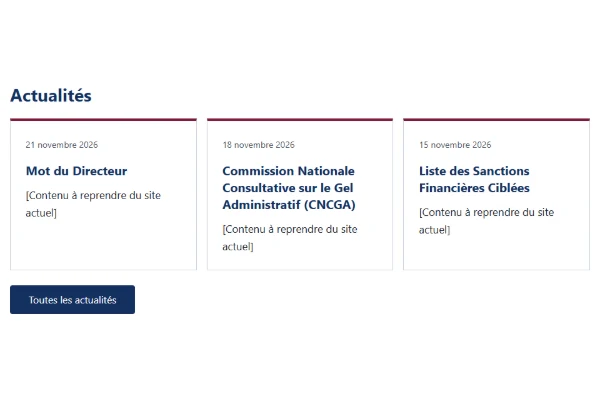 Actualités
21 novembre 2026
Mot du Directeur
[Contenu à reprendre du site
actuel]
18 novembre 2026
Commission Nationale
Consultative sur le Gel
Administratif (CNCGA)
[Contenu à reprendre du site
actuel]
15 novembre 2026
Liste des Sanctions
Financières Ciblées
[Contenu à reprendre du site
actuel]
Toutes les actualités